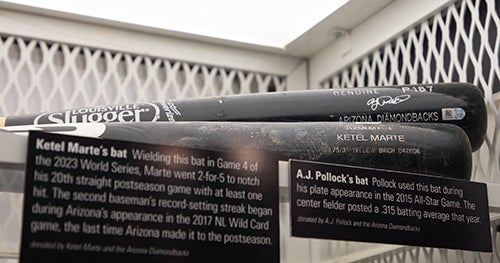 GENUINE P187
LOUISVILLE
Slugger
ARIZONA DIAMONDBACKS
KETEL MARTE
YELLOW BIRCH
Ketel Marte's bat Wielding this bat in Game 4 of
the 2023 World Series, Marte went 2-for-5 to notch
his 20th straight postseason game with at least one
hit. The second baseman's record-setting streak began
during Arizona's appearance in the 2017 NL Wild Card
game, the last time Arizona made it to the postseason.
donated by Ketel Marte and the Arizona Diamondbacks
A.J. Pollock's bat Pollock used this bat during
his plate appearance in the 2015 All-Star Game. The
center fielder posted a .315 batting average that year.
donated by A.J. Pollock and the Arizona Diamondbacks